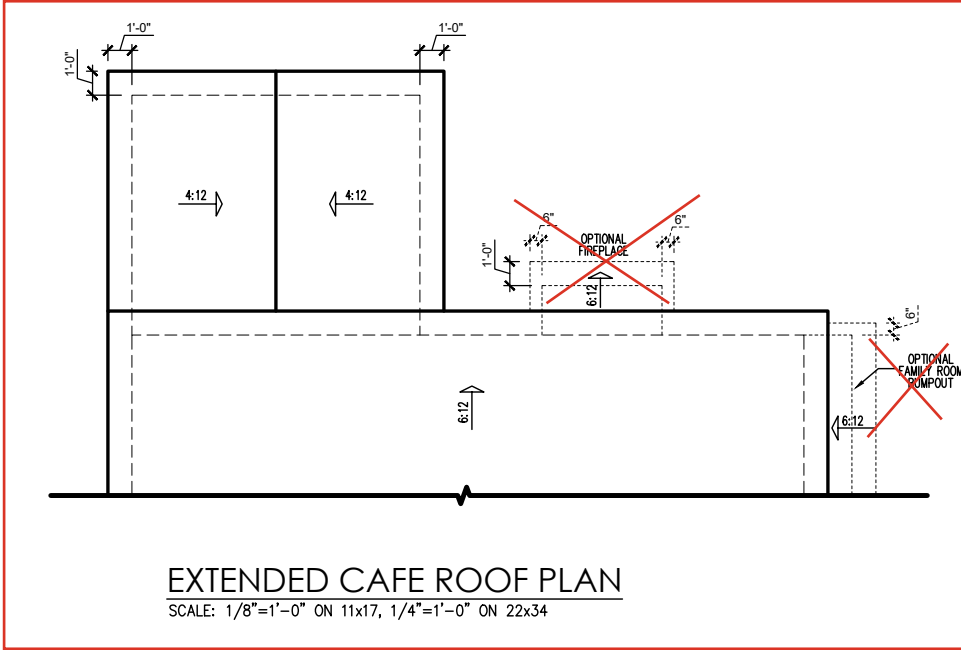 1'-0"
1'-0"
1'-0"
4:12
4:12
6"
6"
OPTIONAL
FIREPLACE
1'-0"
6:12
6"
OPTIONAL
FAMILY ROOM
BUMPOUT
6:12
6:12
EXTENDED CAFE ROOF PLAN
SCALE: 1/8"=1'-0" ON 11x17, 1/4"=1'-0" ON 22x34